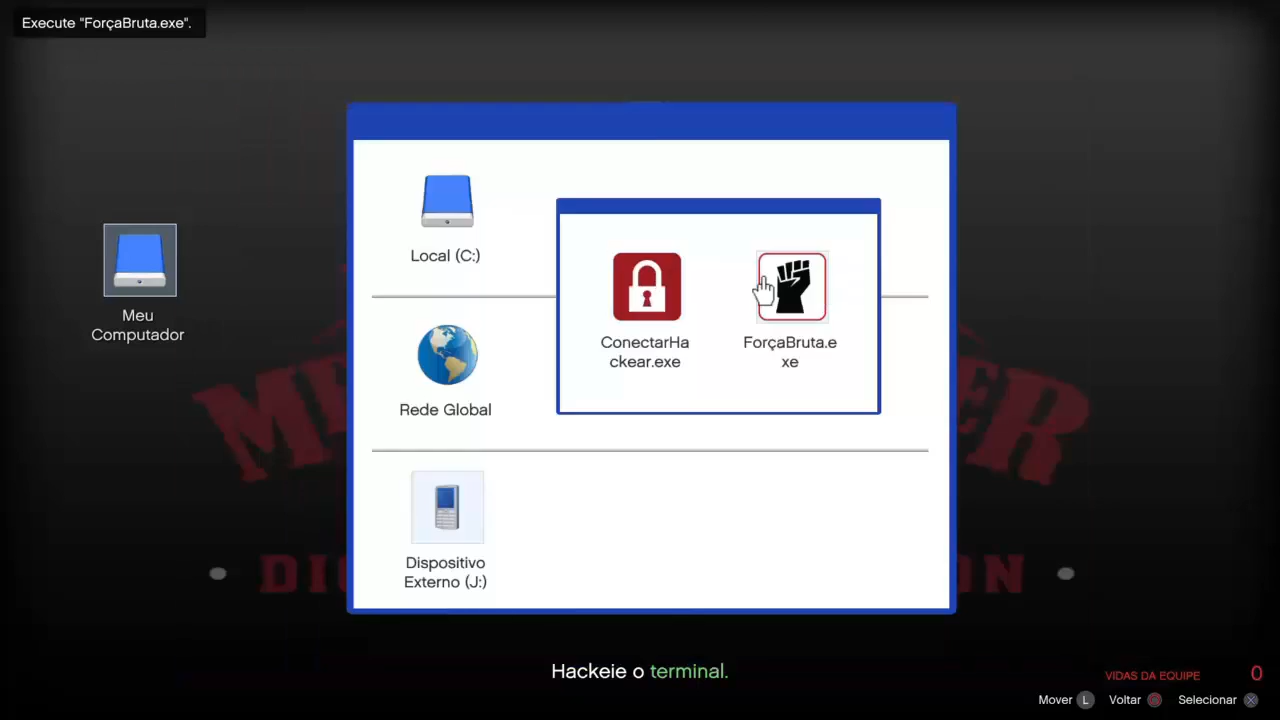 Execute "ForçaBruta.exe".
Local (C:)
Meu
Computador
ConectarHa
ckear.exe
ForçaBruta.e
xe
Rede Global
Dispositivo
Externo (J:)
Hackeie o terminal.
VIDAS DA EQUIPE 0
Mover L Voltar Selecionar